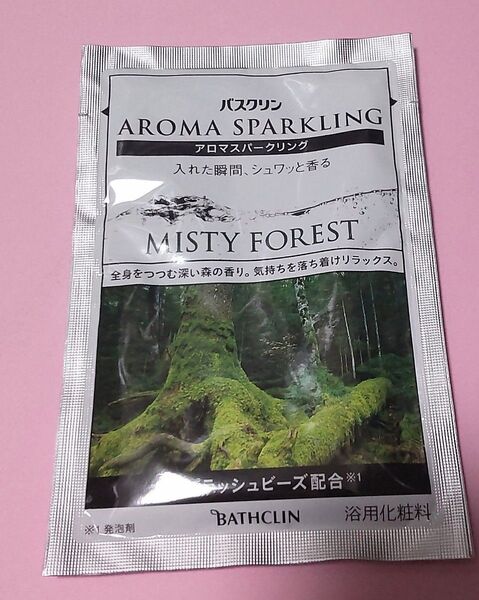 バスクリン
AROMA SPARKLING
アロマスパークリング
入れた瞬間、シュワッと香る
MISTY FOREST
全身をつつむ深い森の香り。気持ちを落ち着けリラックス。
ラッシュビーズ配合※1
※1 発泡剤
BATHCLIN
浴用化粧料